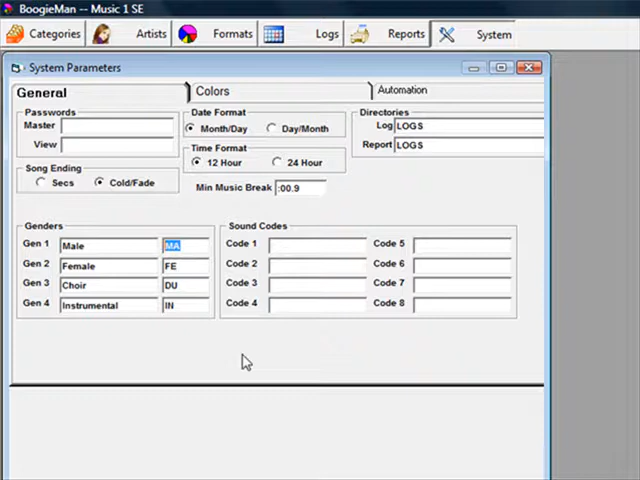 BoogieMan -- Music 1 SE
Categories Artists Formats Logs Reports System
System Parameters
General Colors Automation
Passwords
Master
View
Date Format
Month/Day Day/Month
Time Format
12 Hour 24 Hour
Directories
Log LOGS
Report LOGS
Song Ending
Secs Cold/Fade
Min Music Break :00.9
Genders
Gen 1 Male MA
Gen 2 Female FE
Gen 3 Choir DU
Gen 4 Instrumental IN
Sound Codes
Code 1 Code 5
Code 2 Code 6
Code 3 Code 7
Code 4 Code 8